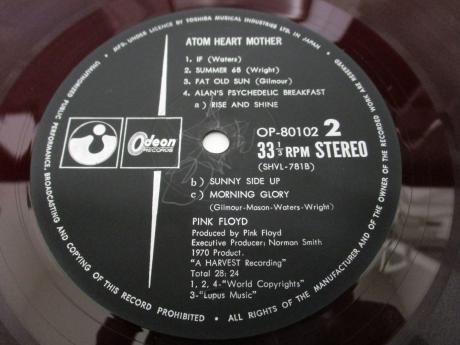 MFD. UNDER LICENCE BY TOSHIBA MUSICAL INDUSTRIES LTD. IN JAPAN
ALL RIGHTS OF THE MANUFACTURER AND OF THE OWNER OF THE RECORDED WORK ARE RESERVED
UNAUTHORISED PUBLIC PERFORMANCE, BROADCASTING AND COPYING OF THIS RECORD PROHIBITED
ATOM HEART MOTHER
1. IF (Waters)
2. SUMMER 68 (Wright)
3. FAT OLD SUN (Gilmour)
4. ALAN'S PSYCHEDELIC BREAKFAST
a) RISE AND SHINE
Odeon
RECORDS
OP-80102 2
33 1/3 RPM STEREO
(SHVL-781B)
b) SUNNY SIDE UP
c) MORNING GLORY
(Gilmour-Mason-Waters-Wright)
PINK FLOYD
Produced by Pink Floyd
Executive Producer: Norman Smith
1970 Product.
"A HARVEST Recording"
Total 28: 24
1, 2, 4-"World Copyrights"
3-"Lupus Music"